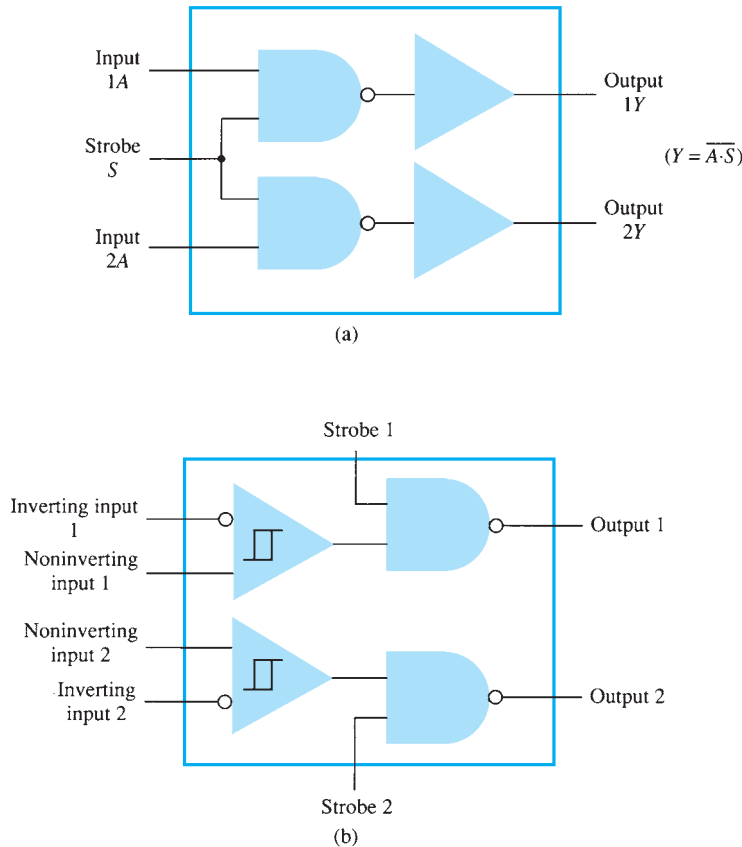 Input
1A
Output
1Y
Strobe
S
(Y = \overline{A·S})
Output
2Y
Input
2A
(a)
Strobe 1
Inverting input
1
Output 1
Noninverting
input 1
Noninverting
input 2
Inverting
input 2
Output 2
Strobe 2
(b)